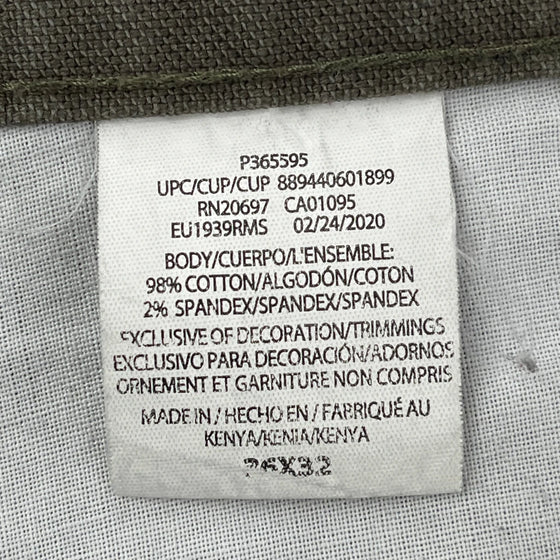 P365595
UPC/CUP/CUP 889440601899
RN20697 CA01095
EU1939RMS 02/24/2020
BODY/CUERPO/L'ENSEMBLE:
98% COTTON/ALGODÓN/COTON
2% SPANDEX/SPANDEX/SPANDEX
EXCLUSIVE OF DECORATION/TRIMMINGS
EXCLUSIVO PARA DECORACIÓN/ADORNOS
ORNEMENT ET GARNITURE NON COMPRIS
MADE IN / HECHO EN / FABRIQUÉ AU
KENYA/KENIA/KENYA